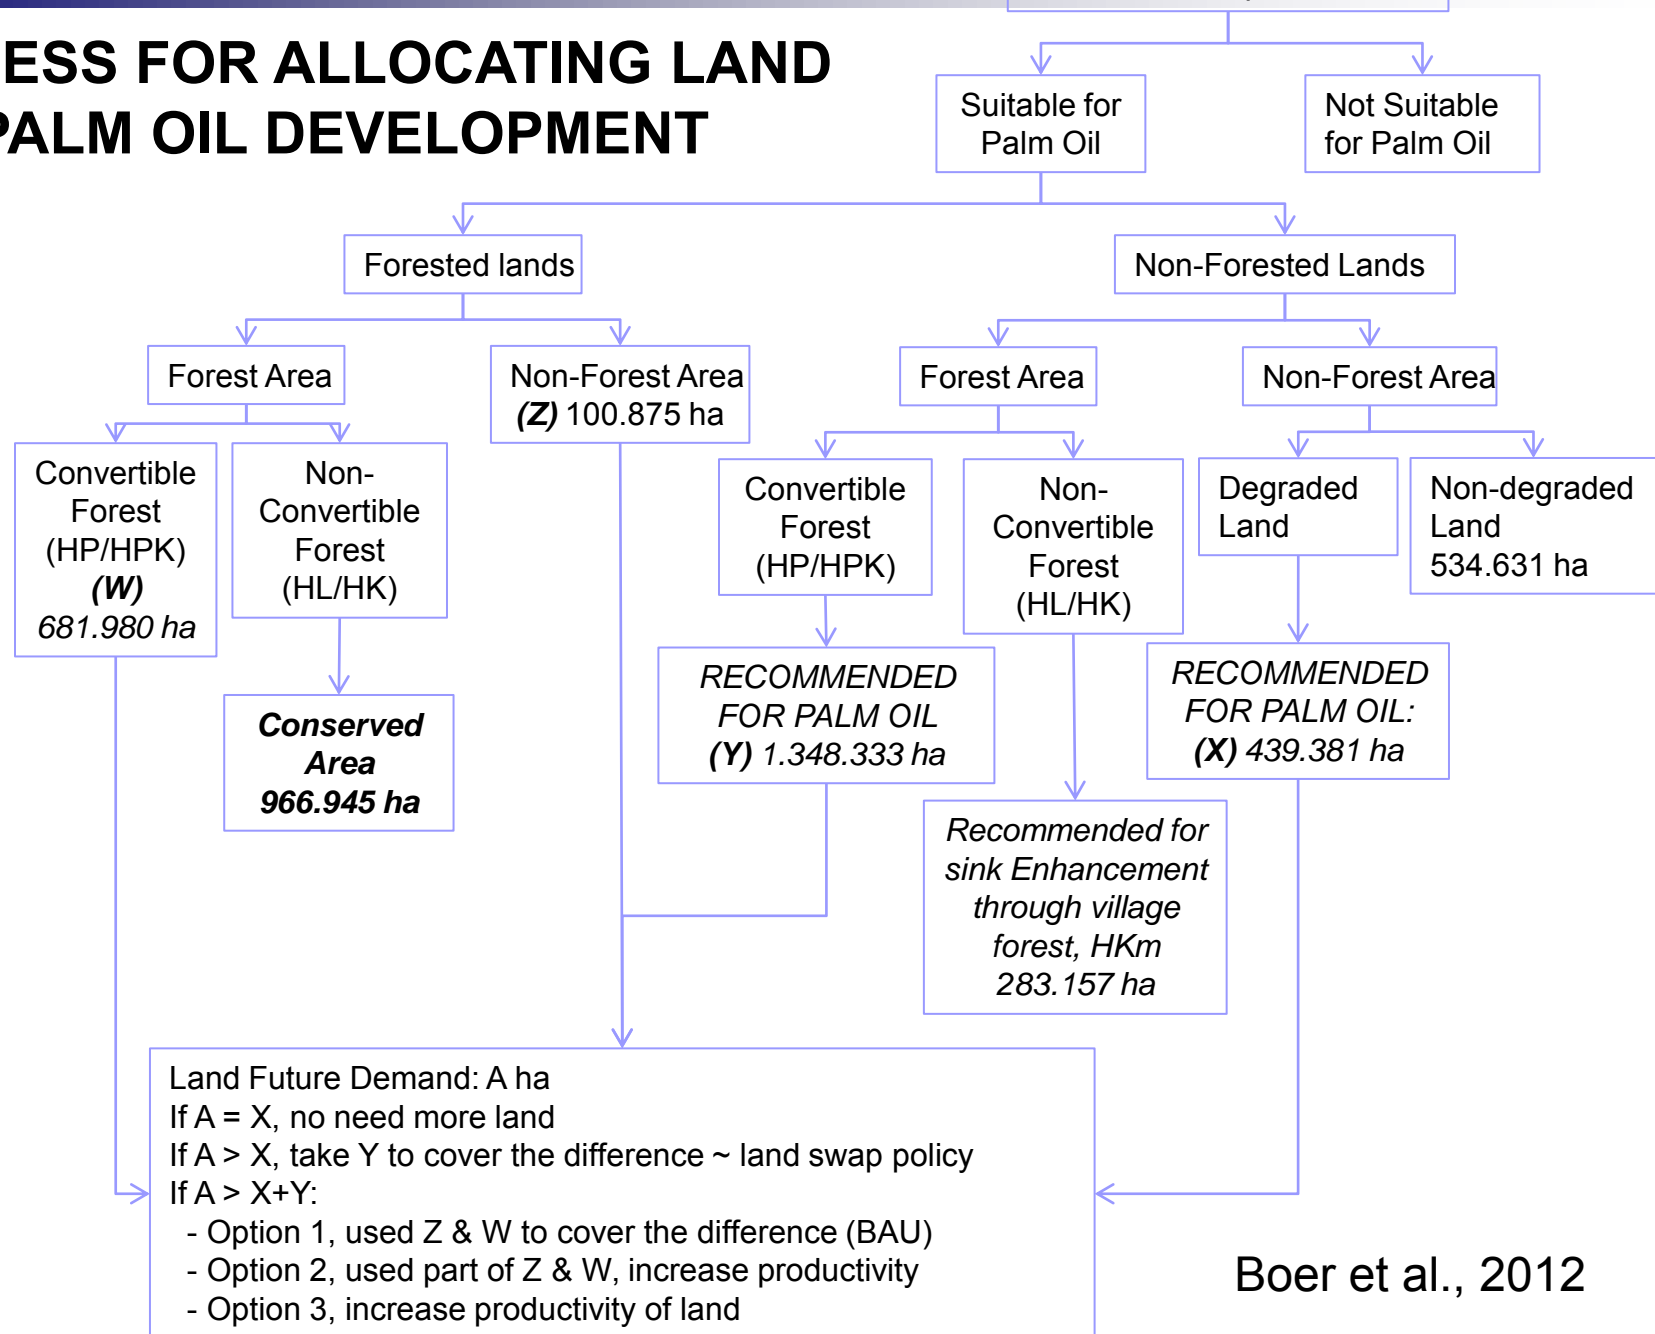 ESS FOR ALLOCATING LAND
PALM OIL DEVELOPMENT
Suitable for
Palm Oil
Not Suitable
for Palm Oil
Forested lands
Non-Forested Lands
Forest Area
Non-Forest Area
(Z) 100.875 ha
Forest Area
Non-Forest Area
Convertible
Forest
(HP/HPK)
(W)
681.980 ha
Non-
Convertible
Forest
(HL/HK)
Convertible
Forest
(HP/HPK)
Non-
Convertible
Forest
(HL/HK)
Degraded
Land
Non-degraded
Land
534.631 ha
Conserved
Area
966.945 ha
RECOMMENDED
FOR PALM OIL
(Y) 1.348.333 ha
RECOMMENDED
FOR PALM OIL:
(X) 439.381 ha
Recommended for
sink Enhancement
through village
forest, HKm
283.157 ha
Land Future Demand: A ha
If A = X, no need more land
If A > X, take Y to cover the difference ~ land swap policy
If A > X+Y:
- Option 1, used Z & W to cover the difference (BAU)
- Option 2, used part of Z & W, increase productivity
- Option 3, increase productivity of land
Boer et al., 2012